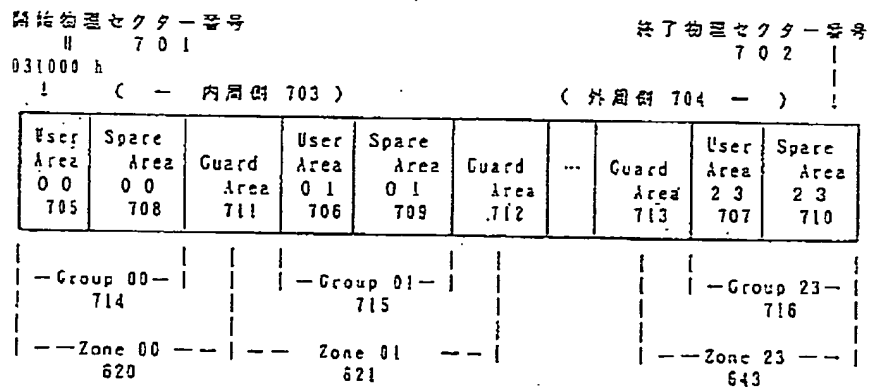 開始物理セクター番号
終了物理セクター番号
701
702
031000 h
( ー 内周側 703 )
( 外周側 704 ー )
User Area 00 705
Spare Area 00 708
Guard Area 711
User Area 01 706
Spare Area 01 709
Guard Area 712
…
Guard Area 713
User Area 23 707
Spare Area 23 710
Group 00
714
Group 01
715
Group 23
716
Zone 00
620
Zone 01
621
Zone 23
643